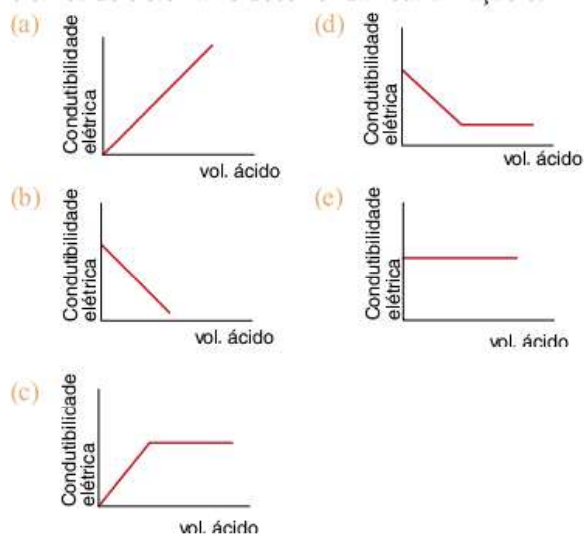 (a)
Condutibilidade
elétrica
vol. ácido
(d)
Condutibilidade
elétrica
vol. ácido
(b)
Condutibilidade
elétrica
vol. ácido
(e)
Condutibilidade
elétrica
vol. ácido
(c)
Condutibilicade
elétrica
vol. ácido